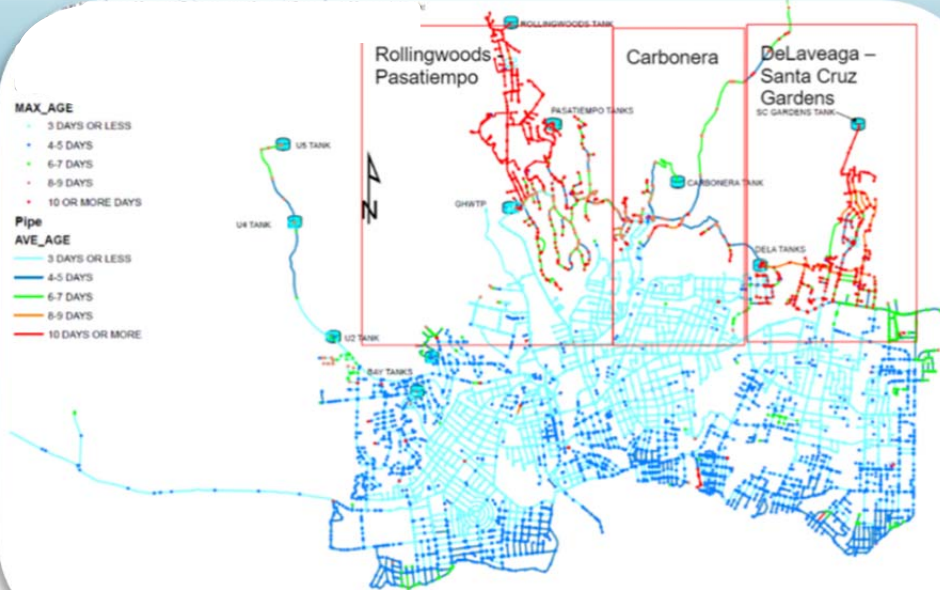 MAX_AGE
3 DAYS OR LESS
4-5 DAYS
6-7 DAYS
8-9 DAYS
10 OR MORE DAYS
Pipe
AVE_AGE
3 DAYS OR LESS
4-5 DAYS
6-7 DAYS
8-9 DAYS
10 DAYS OR MORE
ROLLINGWOODS TANK
Rollingwoods
Pasatiempo
Carbonera
DeLaveaga –
Santa Cruz
Gardens
SC GARDENS TANK
PASATIEMPO TANKS
U5 TANK
CARBONERA TANK
GHWTP
N
U4 TANK
DELA TANKS
U2 TANK
BAY TANKS